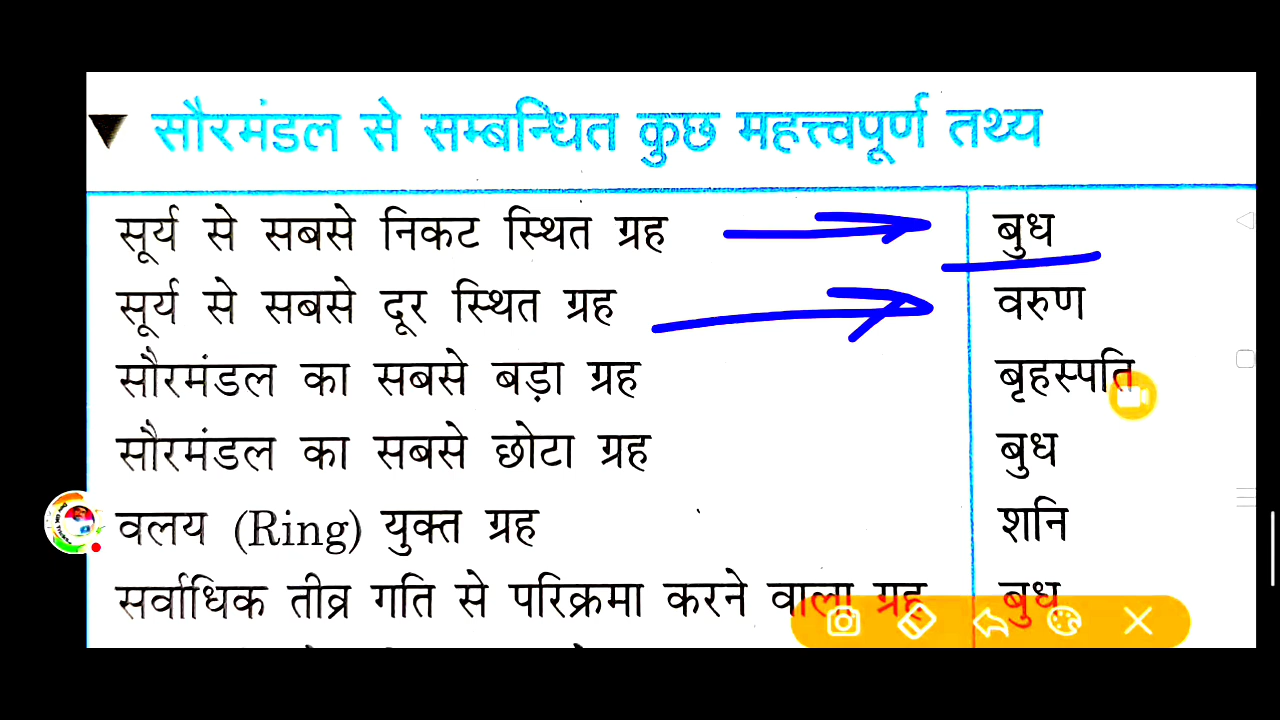 सौरमंडल से सम्बन्धित कुछ महत्त्वपूर्ण तथ्य
सूर्य से सबसे निकट स्थित ग्रह बुध
सूर्य से सबसे दूर स्थित ग्रह वरुण
सौरमंडल का सबसे बड़ा ग्रह बृहस्पति
सौरमंडल का सबसे छोटा ग्रह बुध
वलय (Ring) युक्त ग्रह शनि
सर्वाधिक तीव्र गति से परिक्रमा करने वाला ग्रह बुध